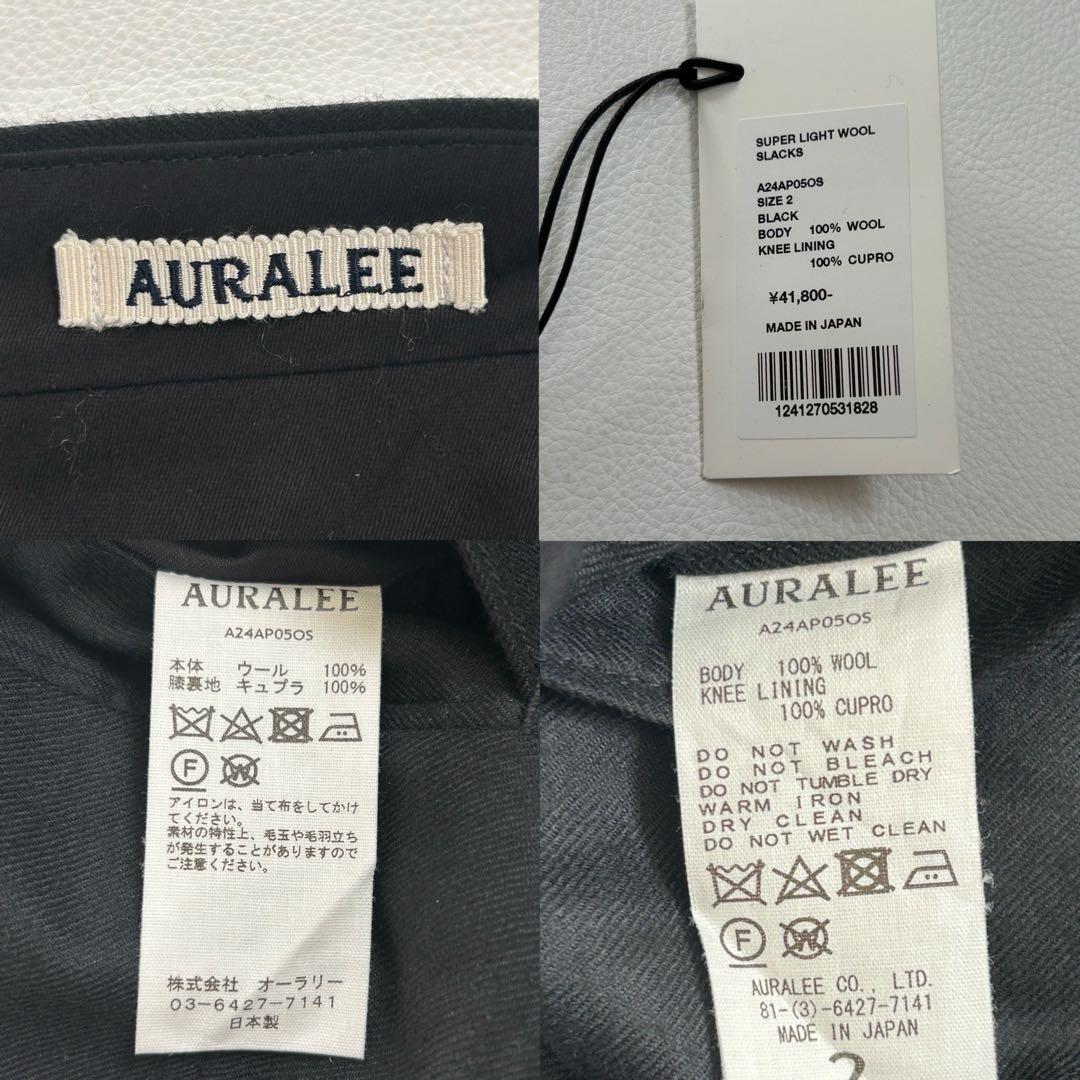 AURALEE
SUPER LIGHT WOOL
SLACKS
A24AP05OS
SIZE 2
BLACK
BODY 100% WOOL
KNEE LINING
100% CUPRO
¥41,800-
MADE IN JAPAN
1241270531828
AURALEE
A24AP05OS
本体 ウール 100%
膝裏地 キュプラ 100%
F W
アイロンは、当て布をしてかけ
てください。
素材の特性上、毛玉や毛羽立ち
が発生することがありますので
ご注意ください。
株式会社 オーラリー
03-6427-7141
日本製
AURALEE
A24AP05OS
BODY 100% WOOL
KNEE LINING
100% CUPRO
DO NOT WASH
DO NOT BLEACH
DO NOT TUMBLE DRY
WARM IRON
DRY CLEAN
DO NOT WET CLEAN
F W
AURALEE CO., LTD.
81-(3)-6427-7141
MADE IN JAPAN
2